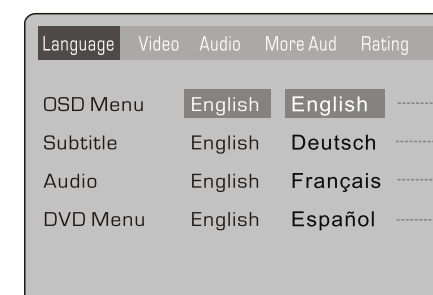 Language Video Audio More Aud Rating
OSD Menu English English
Subtitle English Deutsch
Audio English Français
DVD Menu English Español